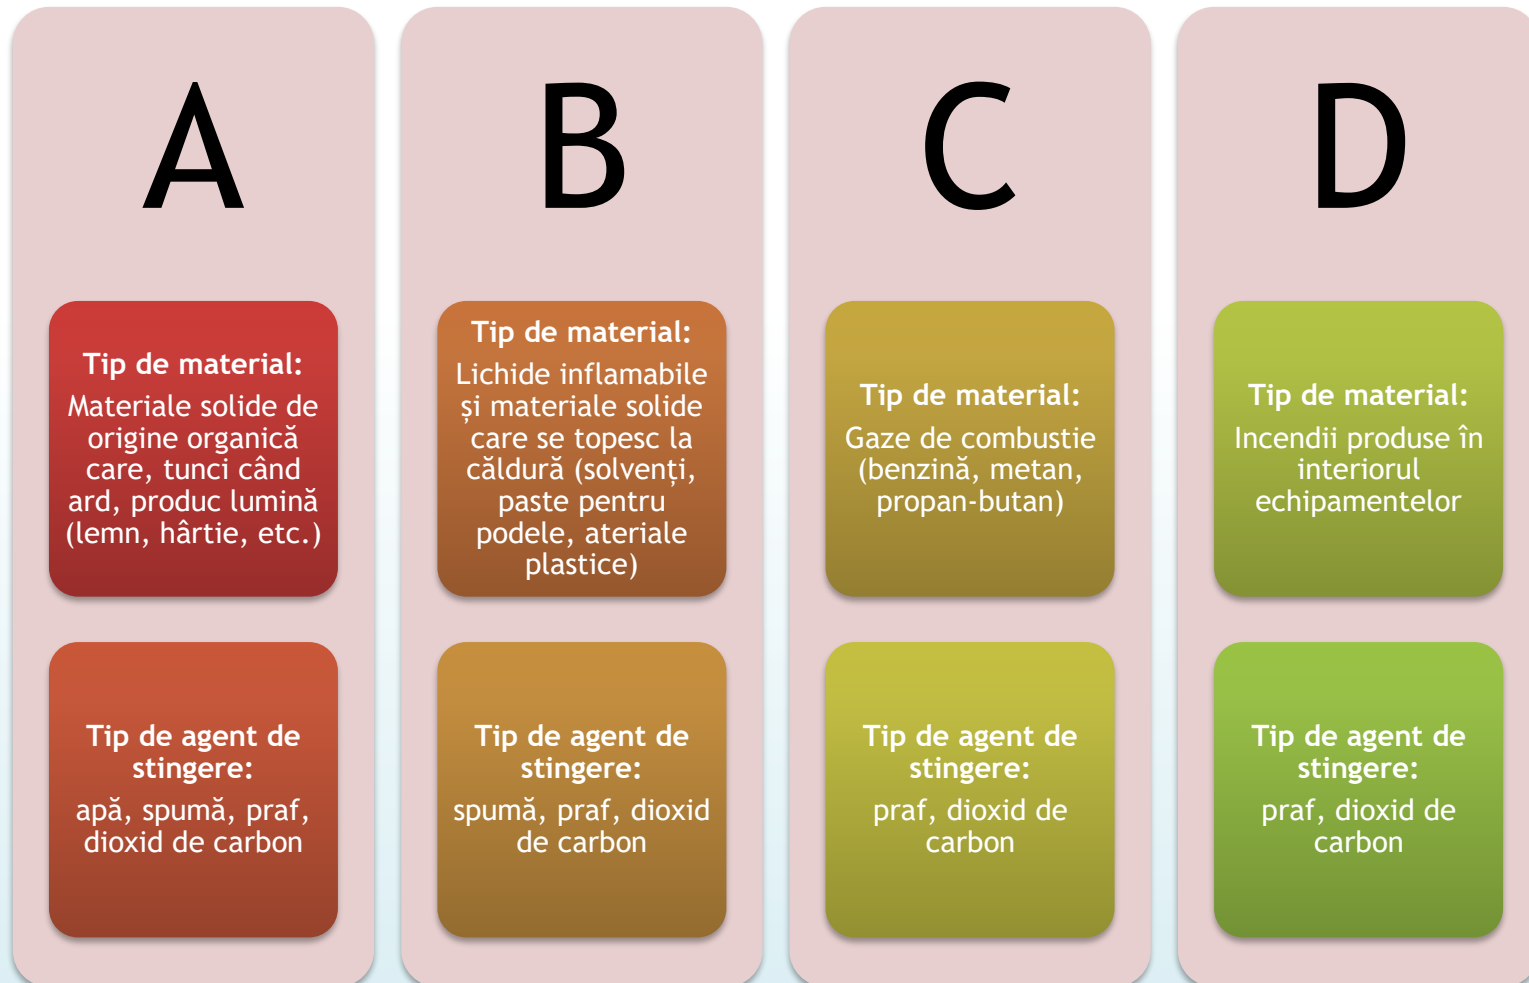 A
Tip de material:
Materiale solide de
origine organică
care, tunci când
ard, produc lumină
(lemn, hârtie, etc.)
Tip de agent de
stingere:
apă, spumă, praf,
dioxid de carbon
B
Tip de material:
Lichide inflamabile
și materiale solide
care se topesc la
căldură (solvenți,
paste pentru
podele, ateriale
plastice)
Tip de agent de
stingere:
spumă, praf, dioxid
de carbon
C
Tip de material:
Gaze de combustie
(benzină, metan,
propan-butan)
Tip de agent de
stingere:
praf, dioxid de
carbon
D
Tip de material:
Incendii produse în
interiorul
echipamentelor
Tip de agent de
stingere:
praf, dioxid de
carbon